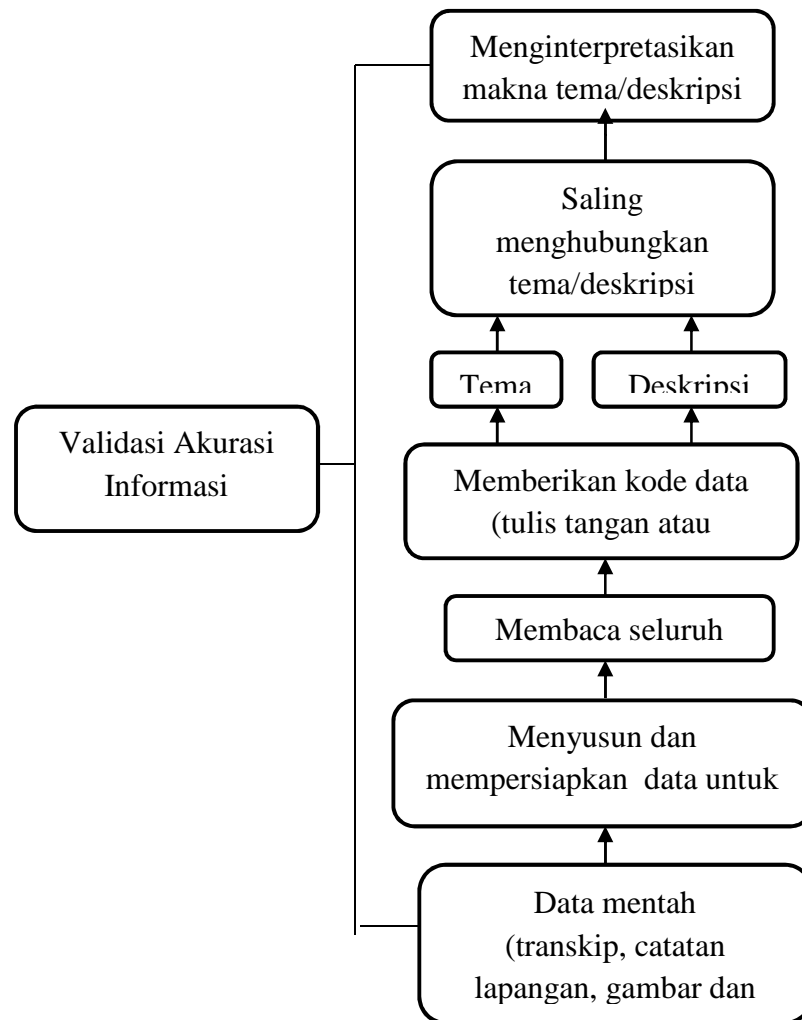 Menginterpretasikan
makna tema/deskripsi
Saling
menghubungkan
tema/deskripsi
Tema
Deskripsi
Validasi Akurasi
Informasi
Memberikan kode data
(tulis tangan atau
Membaca seluruh
Menyusun dan
mempersiapkan data untuk
Data mentah
(transkip, catatan
lapangan, gambar dan